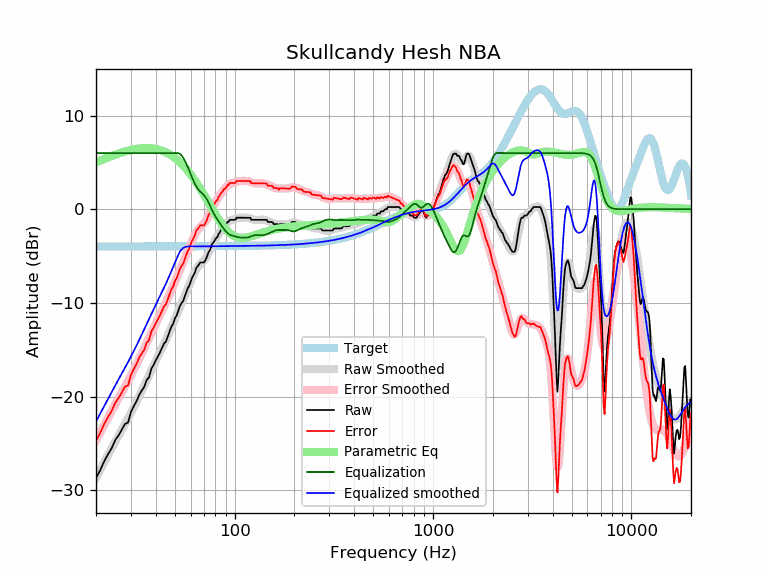 Skullcandy Hesh NBA
10
0
−10
−20
−30
Amplitude (dBr)
Target
Raw Smoothed
Error Smoothed
Raw
Error
Parametric Eq
Equalization
Equalized smoothed
100
1000
10000
Frequency (Hz)